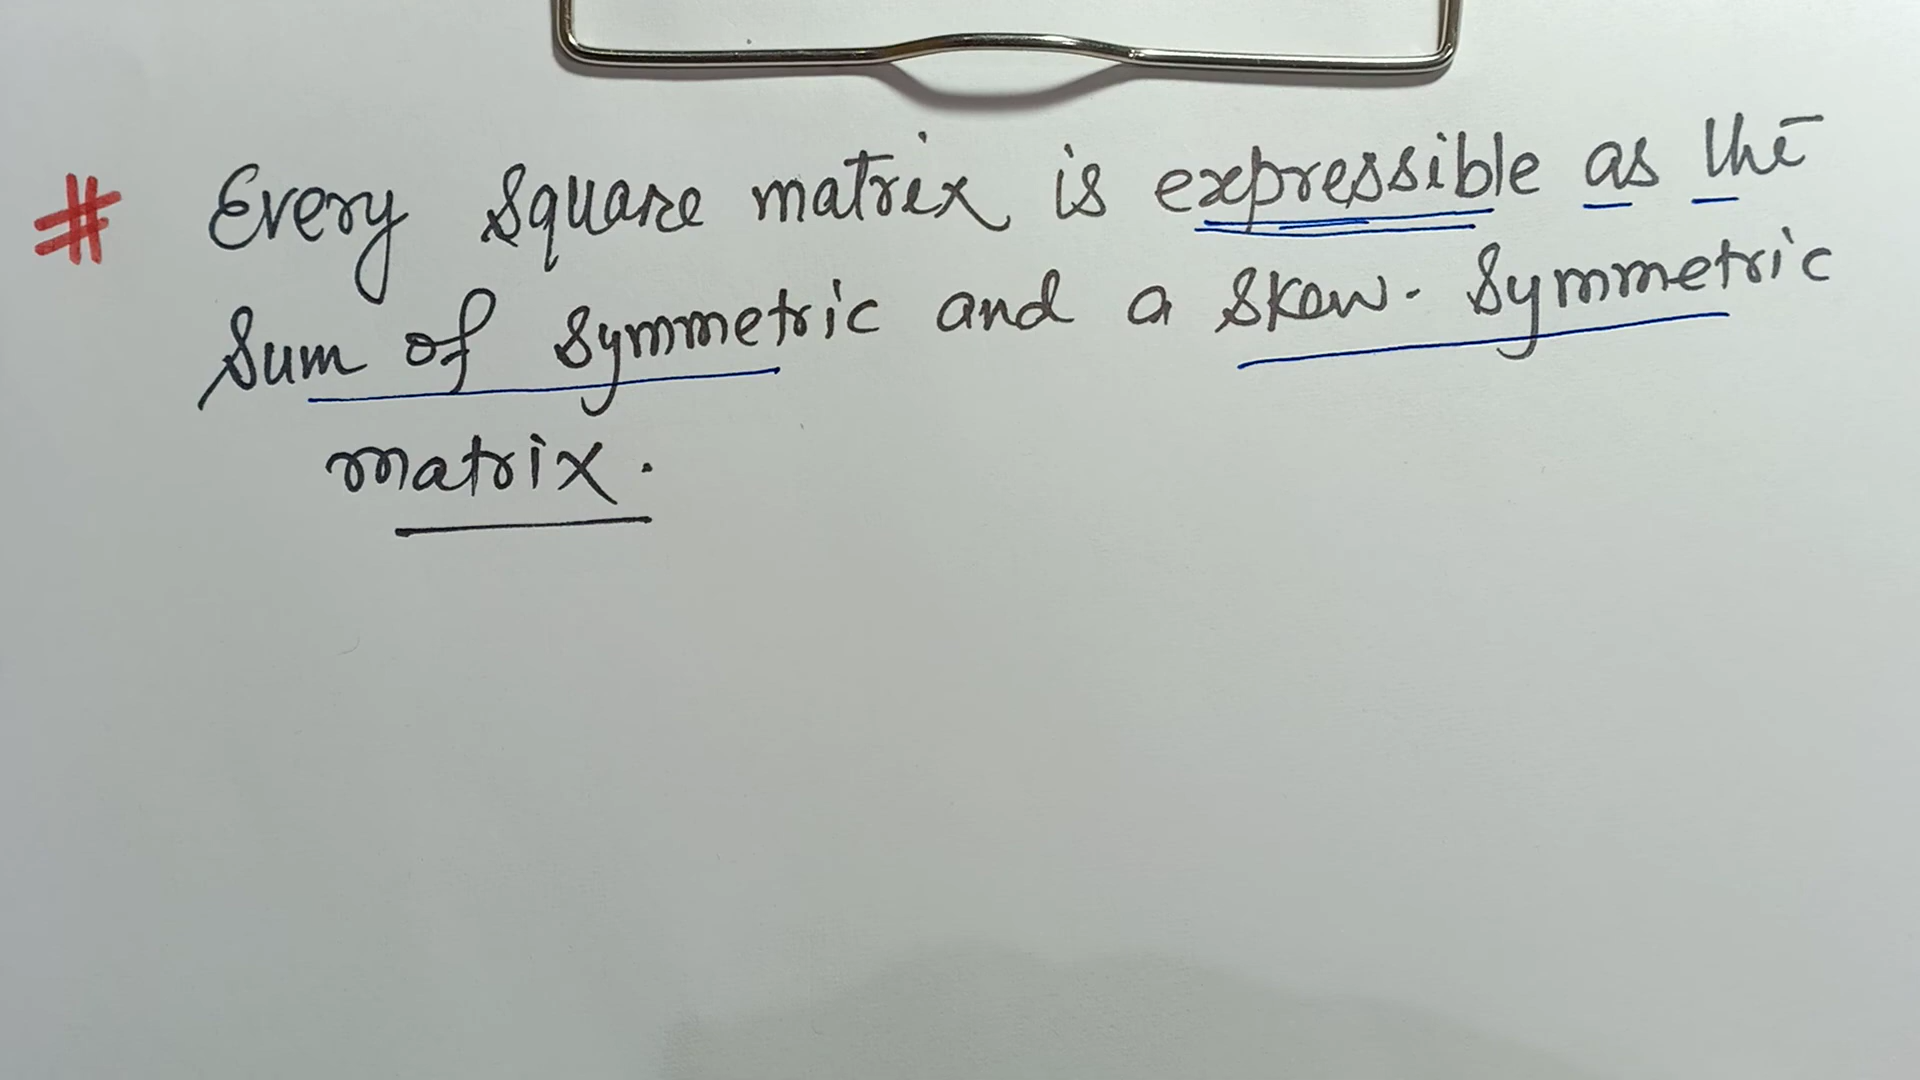 # Every square matrix is expressible as the
Sum of symmetric and a skew. Symmetric
matrix.